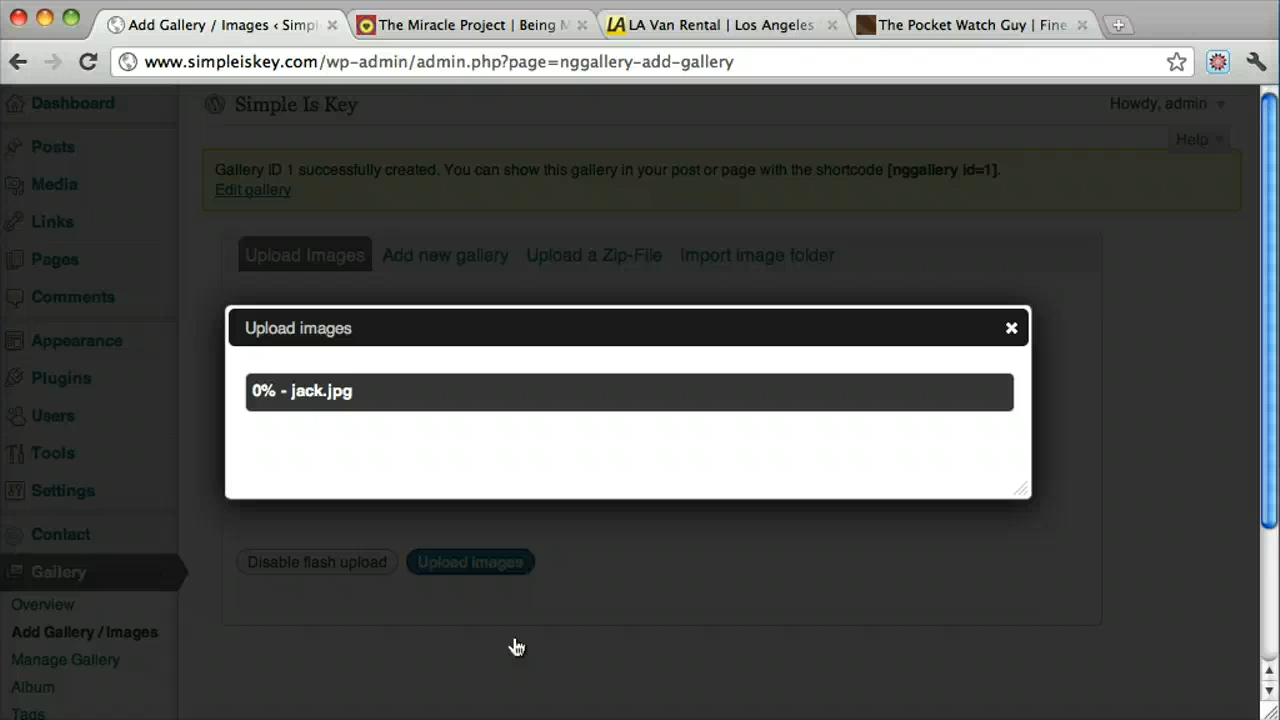 Add Gallery / Images ‹ Simpl
The Miracle Project | Being M
LA Van Rental | Los Angeles
The Pocket Watch Guy | Fine
www.simpleiskey.com/wp-admin/admin.php?page=nggallery-add-gallery
Simple Is Key
Howdy, admin
Help
Gallery ID 1 successfully created. You can show this gallery in your post or page with the shortcode [nggallery id=1].
Edit gallery
Dashboard
Posts
Media
Links
Pages
Comments
Appearance
Plugins
Users
Tools
Settings
Contact
Gallery
Overview
Add Gallery / Images
Manage Gallery
Album
Tags
Upload Images
Add new gallery
Upload a Zip-File
Import image folder
Upload images
0% - jack.jpg
Disable flash upload
Upload images